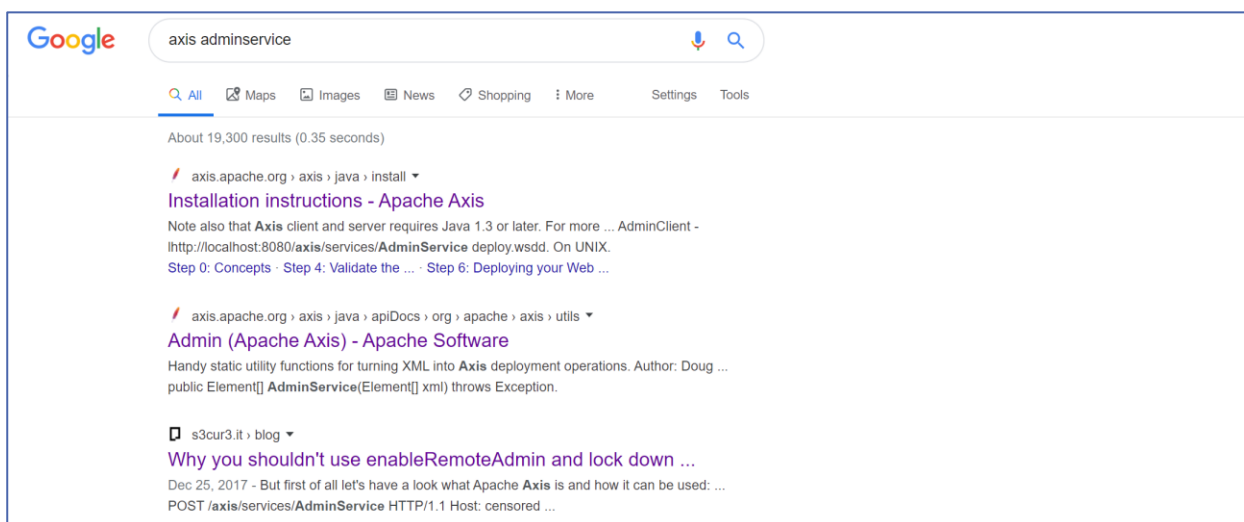 Google
axis adminservice
All Maps Images News Shopping More Settings Tools
About 19,300 results (0.35 seconds)
axis.apache.org › axis › java › install
Installation instructions - Apache Axis
Note also that Axis client and server requires Java 1.3 or later. For more ... AdminClient -
lhttp://localhost:8080/axis/services/AdminService deploy.wsdd. On UNIX.
Step 0: Concepts · Step 4: Validate the ... · Step 6: Deploying your Web ...
axis.apache.org › axis › java › apiDocs › org › apache › axis › utils
Admin (Apache Axis) - Apache Software
Handy static utility functions for turning XML into Axis deployment operations. Author: Doug ...
public Element[] AdminService(Element[] xml) throws Exception.
s3cur3.it › blog
Why you shouldn't use enableRemoteAdmin and lock down ...
Dec 25, 2017 - But first of all let's have a look what Apache Axis is and how it can be used: ...
POST /axis/services/AdminService HTTP/1.1 Host: censored ...